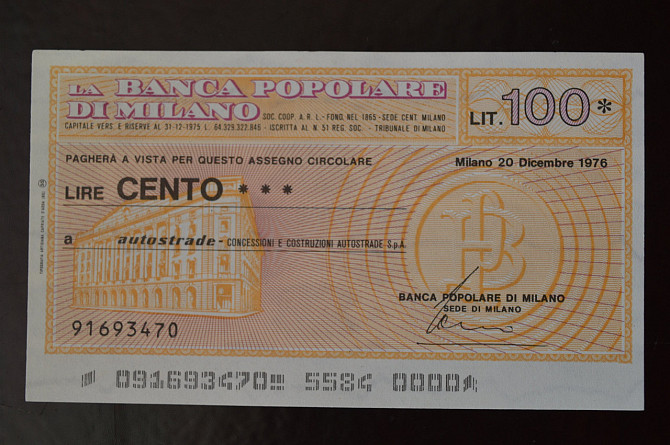 LA BANCA POPOLARE
DI MILANO SOC. COOP. A R. L. - FOND. NEL 1865 - SEDE CENT. MILANO
CAPITALE VERS. E RISERVE AL 31-12-1975 L. 64.329.322.846 - ISCRITTA AL N. 51 REG. SOC. - TRIBUNALE DI MILANO
LIT. 100*
PAGHERÀ A VISTA PER QUESTO ASSEGNO CIRCOLARE
Milano 20 Dicembre 1976
LIRE CENTO ***
a autostrade - CONCESSIONI E COSTRUZIONI AUTOSTRADE S.p.A.
BANCA POPOLARE DI MILANO
SEDE DI MILANO
91693470
091693470 5584 0000